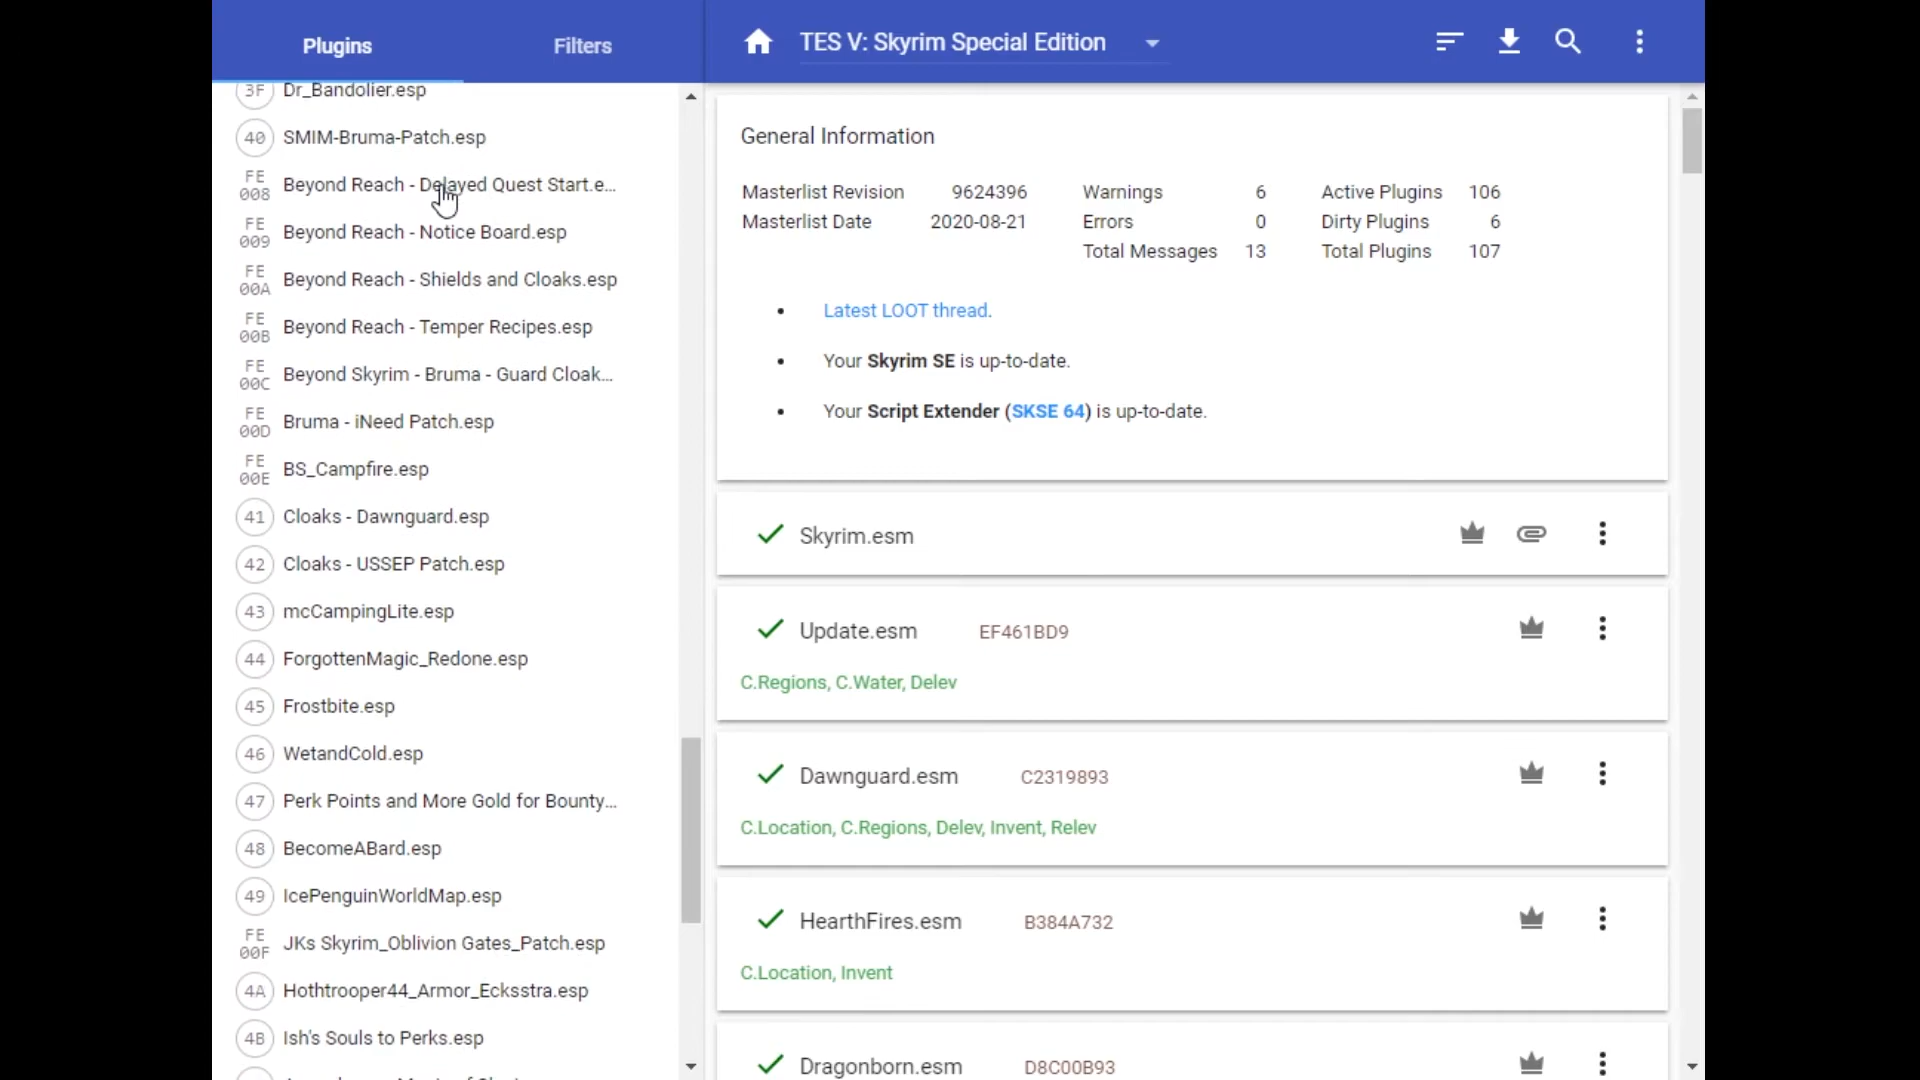 Plugins
Filters
TES V: Skyrim Special Edition
3F Dr_Bandolier.esp
40 SMIM-Bruma-Patch.esp
FE 008 Beyond Reach - Delayed Quest Start.e...
FE 009 Beyond Reach - Notice Board.esp
FE 00A Beyond Reach - Shields and Cloaks.esp
FE 00B Beyond Reach - Temper Recipes.esp
FE 00C Beyond Skyrim - Bruma - Guard Cloak...
FE 00D Bruma - iNeed Patch.esp
FE 00E BS_Campfire.esp
41 Cloaks - Dawnguard.esp
42 Cloaks - USSEP Patch.esp
43 mcCampingLite.esp
44 ForgottenMagic_Redone.esp
45 Frostbite.esp
46 WetandCold.esp
47 Perk Points and More Gold for Bounty...
48 BecomeABard.esp
49 IcePenguinWorldMap.esp
FE 00F JKs Skyrim_Oblivion Gates_Patch.esp
4A Hothtrooper44_Armor_Ecksstra.esp
4B Ish's Souls to Perks.esp
General Information
Masterlist Revision 9624396 Warnings 6 Active Plugins 106
Masterlist Date 2020-08-21 Errors 0 Dirty Plugins 6
Total Messages 13 Total Plugins 107
• Latest LOOT thread.
• Your Skyrim SE is up-to-date.
• Your Script Extender (SKSE 64) is up-to-date.
Skyrim.esm
Update.esm EF461BD9
C.Regions, C.Water, Delev
Dawnguard.esm C2319893
C.Location, C.Regions, Delev, Invent, Relev
HearthFires.esm B384A732
C.Location, Invent
Dragonborn.esm D8C00B93